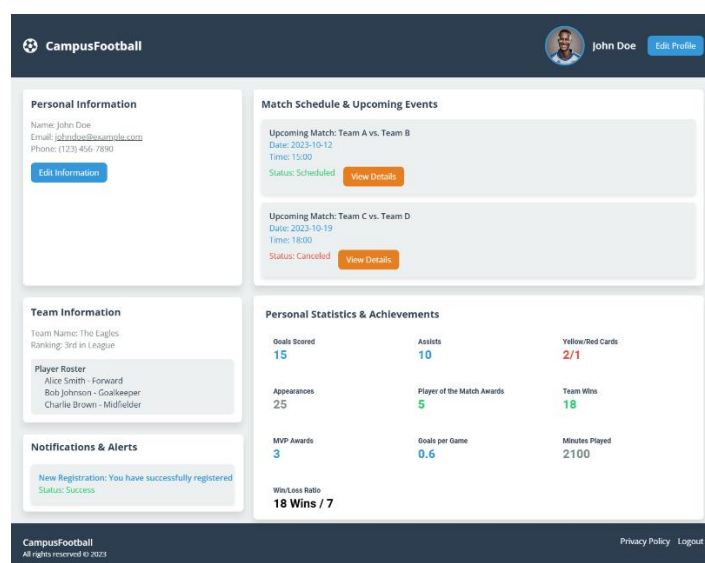 CampusFootball
John Doe
Edit Profile
Personal Information
Name: John Doe
Email: johndoe@example.com
Phone: (123) 456-7890
Edit Information
Match Schedule & Upcoming Events
Upcoming Match: Team A vs. Team B
Date: 2023-10-12
Time: 15:00
Status: Scheduled
View Details
Upcoming Match: Team C vs. Team D
Date: 2023-10-19
Time: 18:00
Status: Canceled
View Details
Team Information
Team Name: The Eagles
Ranking: 3rd in League
Player Roster
Alice Smith - Forward
Bob Johnson - Goalkeeper
Charlie Brown - Midfielder
Notifications & Alerts
New Registration: You have successfully registered
Status: Success
Personal Statistics & Achievements
Goals Scored
15
Assists
10
Yellow/Red Cards
2/1
Appearances
25
Player of the Match Awards
5
Team Wins
18
MVP Awards
3
Goals per Game
0.6
Minutes Played
2100
Win/Loss Ratio
18 Wins / 7
CampusFootball
All rights reserved © 2023
Privacy Policy
Logout